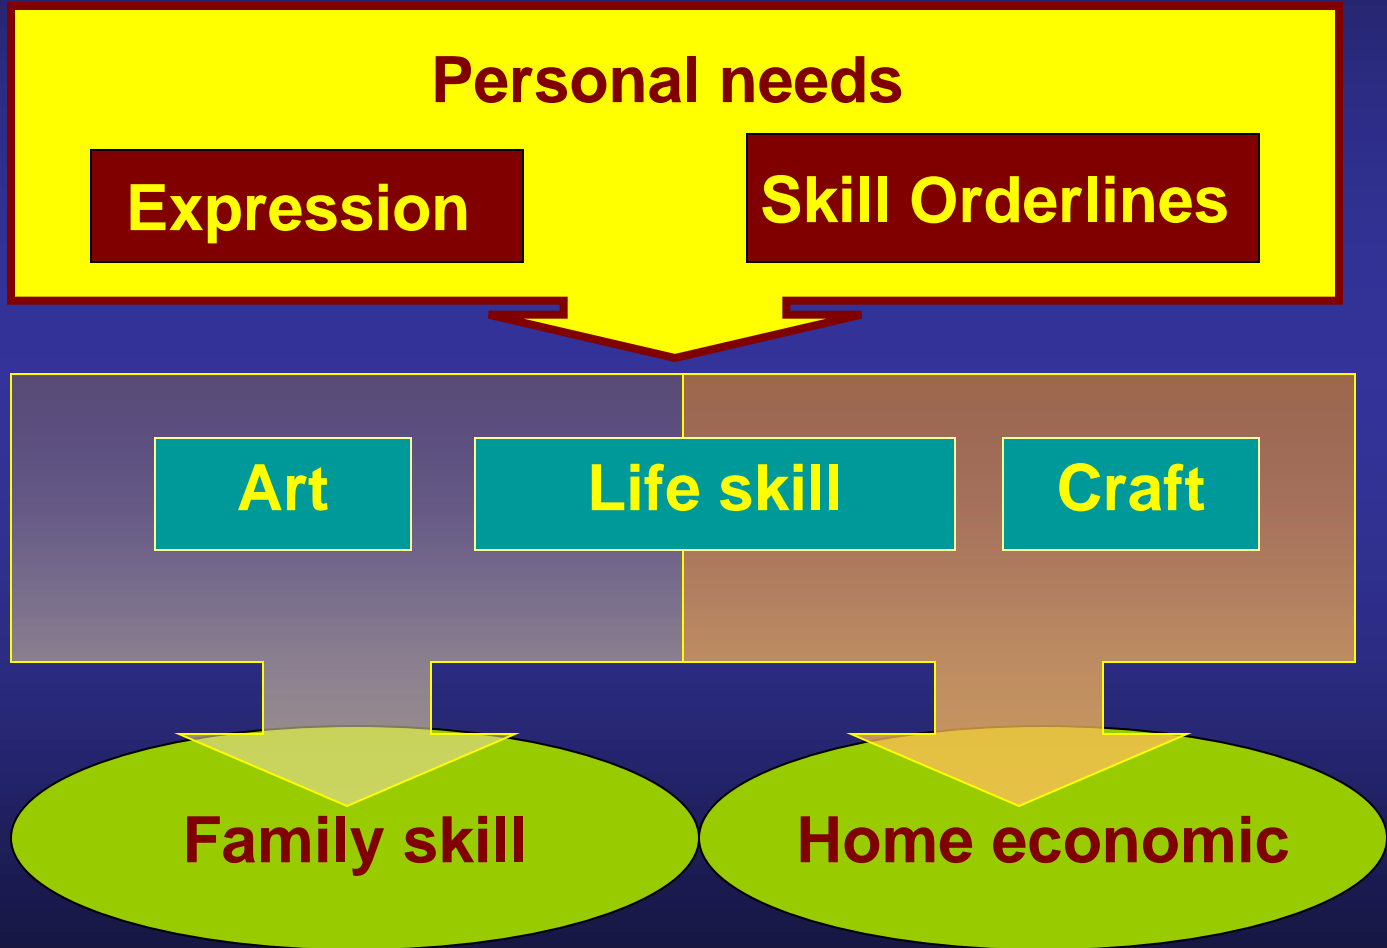 Personal needs
Expression
Skill Orderlines
Art
Life skill
Craft
Family skill
Home economic